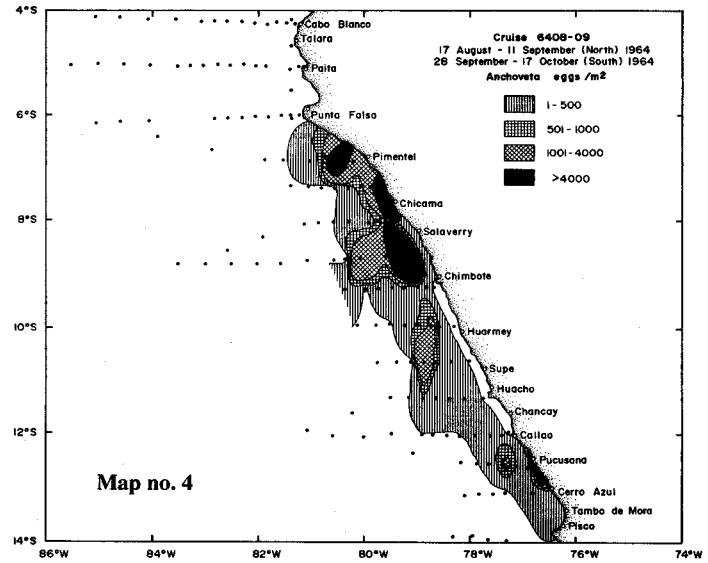 4°S
Cabo Blanco
Talara
Paita
6°S
Punta Falsa
Pimentel
Chicama
8°S
Salaverry
Chimbote
10°S
Huarmey
Supe
Huacho
Chancay
12°S
Callao
Pucusana
Cerro Azul
Tambo de Mora
Pisco
14°S
86°W
84°W
82°W
80°W
78°W
76°W
74°W
Cruise 6408-09
17 August - 11 September (North) 1964
28 September - 17 October (South) 1964
Anchoveta eggs /m²
1-500
501-1000
1001-4000
>4000
Map no. 4